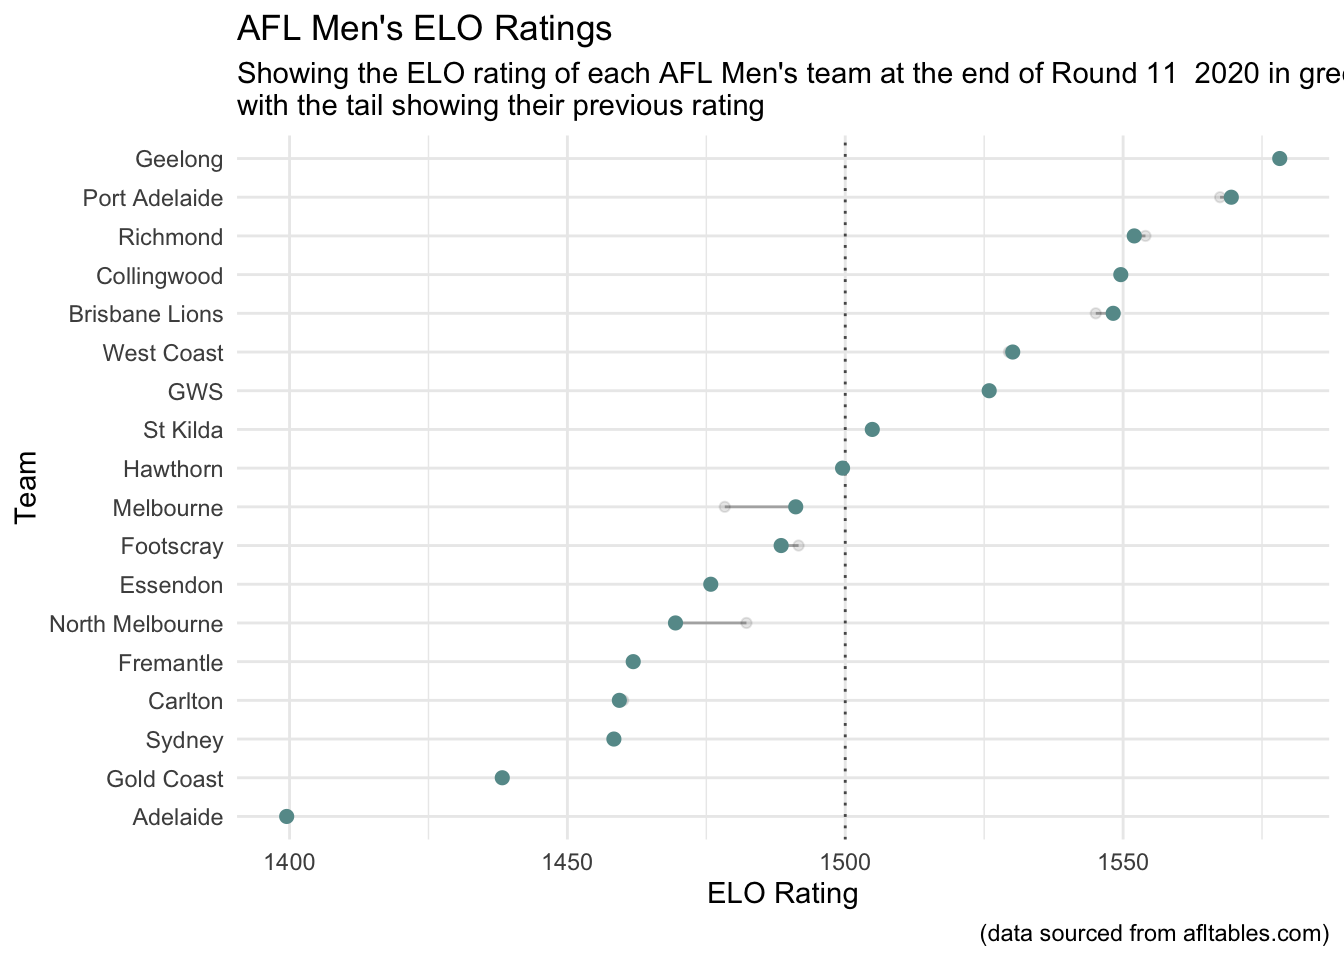 AFL Men's ELO Ratings
Showing the ELO rating of each AFL Men's team at the end of Round 11  2020 in
with the tail showing their previous rating
Geelong
Port Adelaide
Richmond
Collingwood
Brisbane Lions
West Coast
GWS
St Kilda
Hawthorn
Melbourne
Footscray
Essendon
North Melbourne
Fremantle
Carlton
Sydney
Gold Coast
Adelaide
Team
1400 1450 1500 1550
ELO Rating
(data sourced from afltables.com)